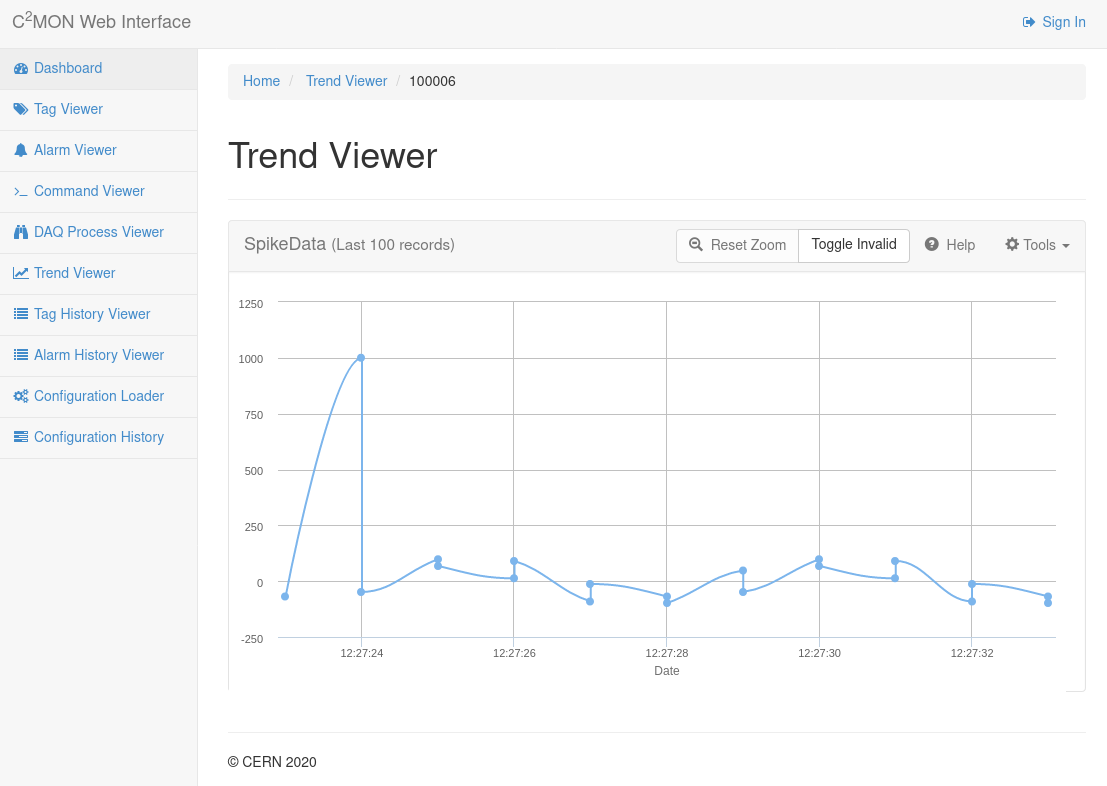 C2MON Web Interface
Sign In
Dashboard
Tag Viewer
Alarm Viewer
Command Viewer
DAQ Process Viewer
Trend Viewer
Tag History Viewer
Alarm History Viewer
Configuration Loader
Configuration History
Home / Trend Viewer / 100006
Trend Viewer
SpikeData (Last 100 records)
Reset Zoom Toggle Invalid Help Tools
1250
1000
750
500
250
0
-250
12:27:24 12:27:26 12:27:28 12:27:30 12:27:32
Date
© CERN 2020